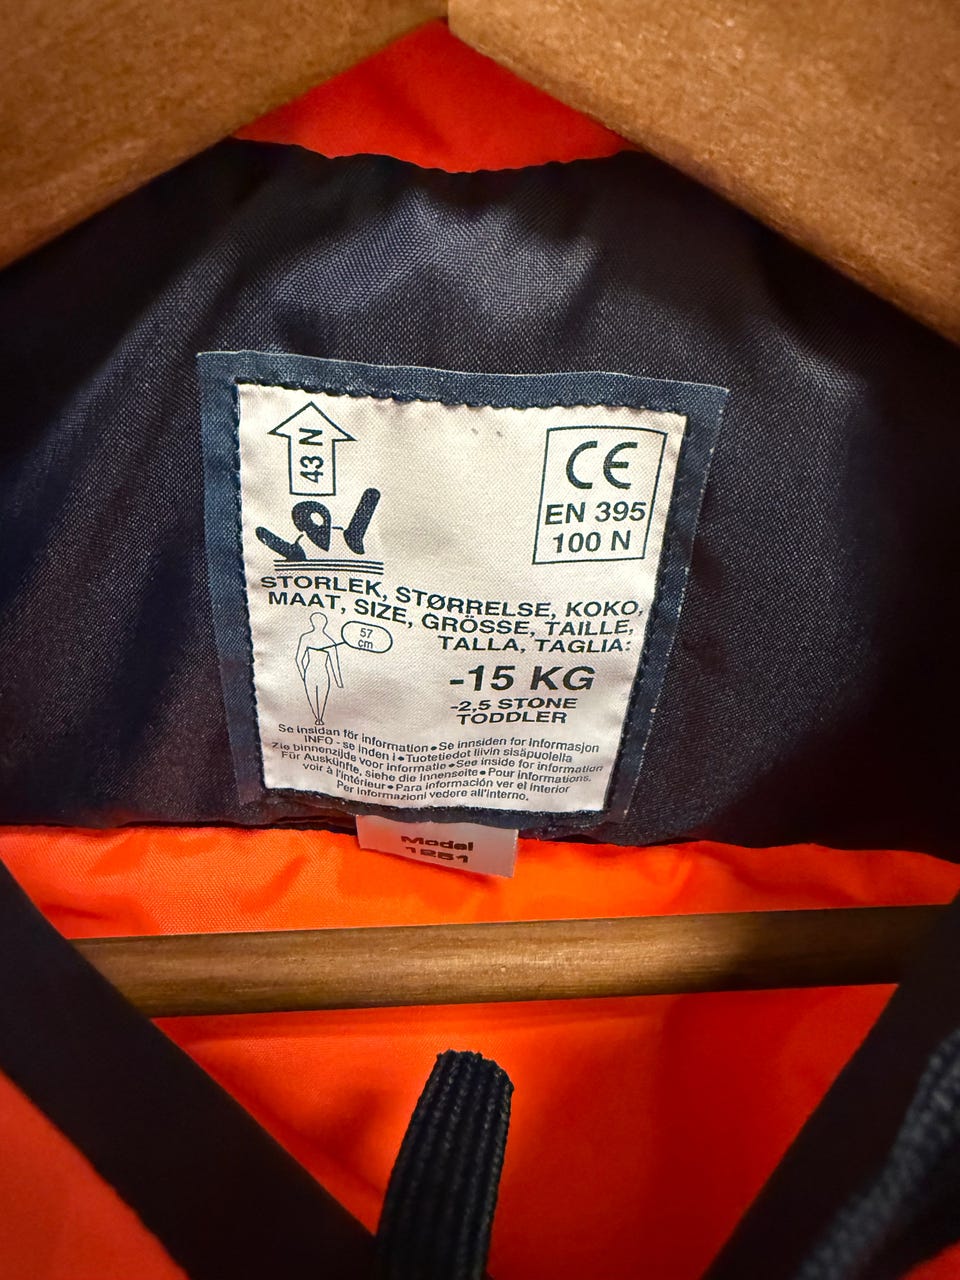 43 N
CE
EN 395
100 N
STORLEK, STØRRELSE, KOKO,
MAAT, SIZE, GRÖSSE, TAILLE,
TALLA, TAGLIA:
57
cm
-15 KG
-2,5 STONE
TODDLER
Se insidan för information • Se innsiden for Informasjon
INFO - se inden i • Tuotetiedot liivin sisäpuolella
Zie binnenzijde voor informatie • See inside for information
Für Auskünfte, siehe die Innenseite • Pour informations,
voir à l'intérieur • Para información ver el interior
Per informazioni vedere all'interno.
Model
1251